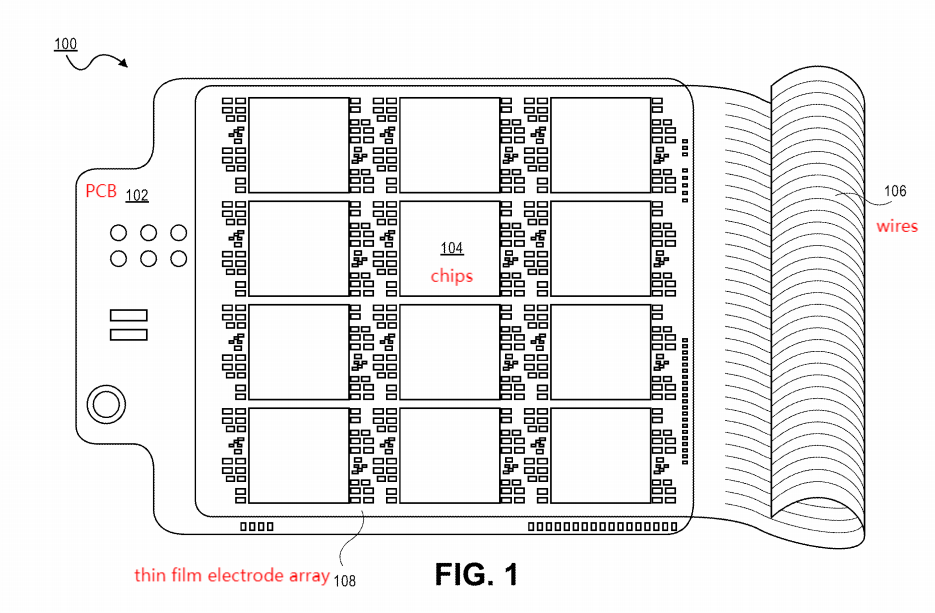 100
PCB 102
106
wires
104
chips
thin film electrode array 108
FIG. 1